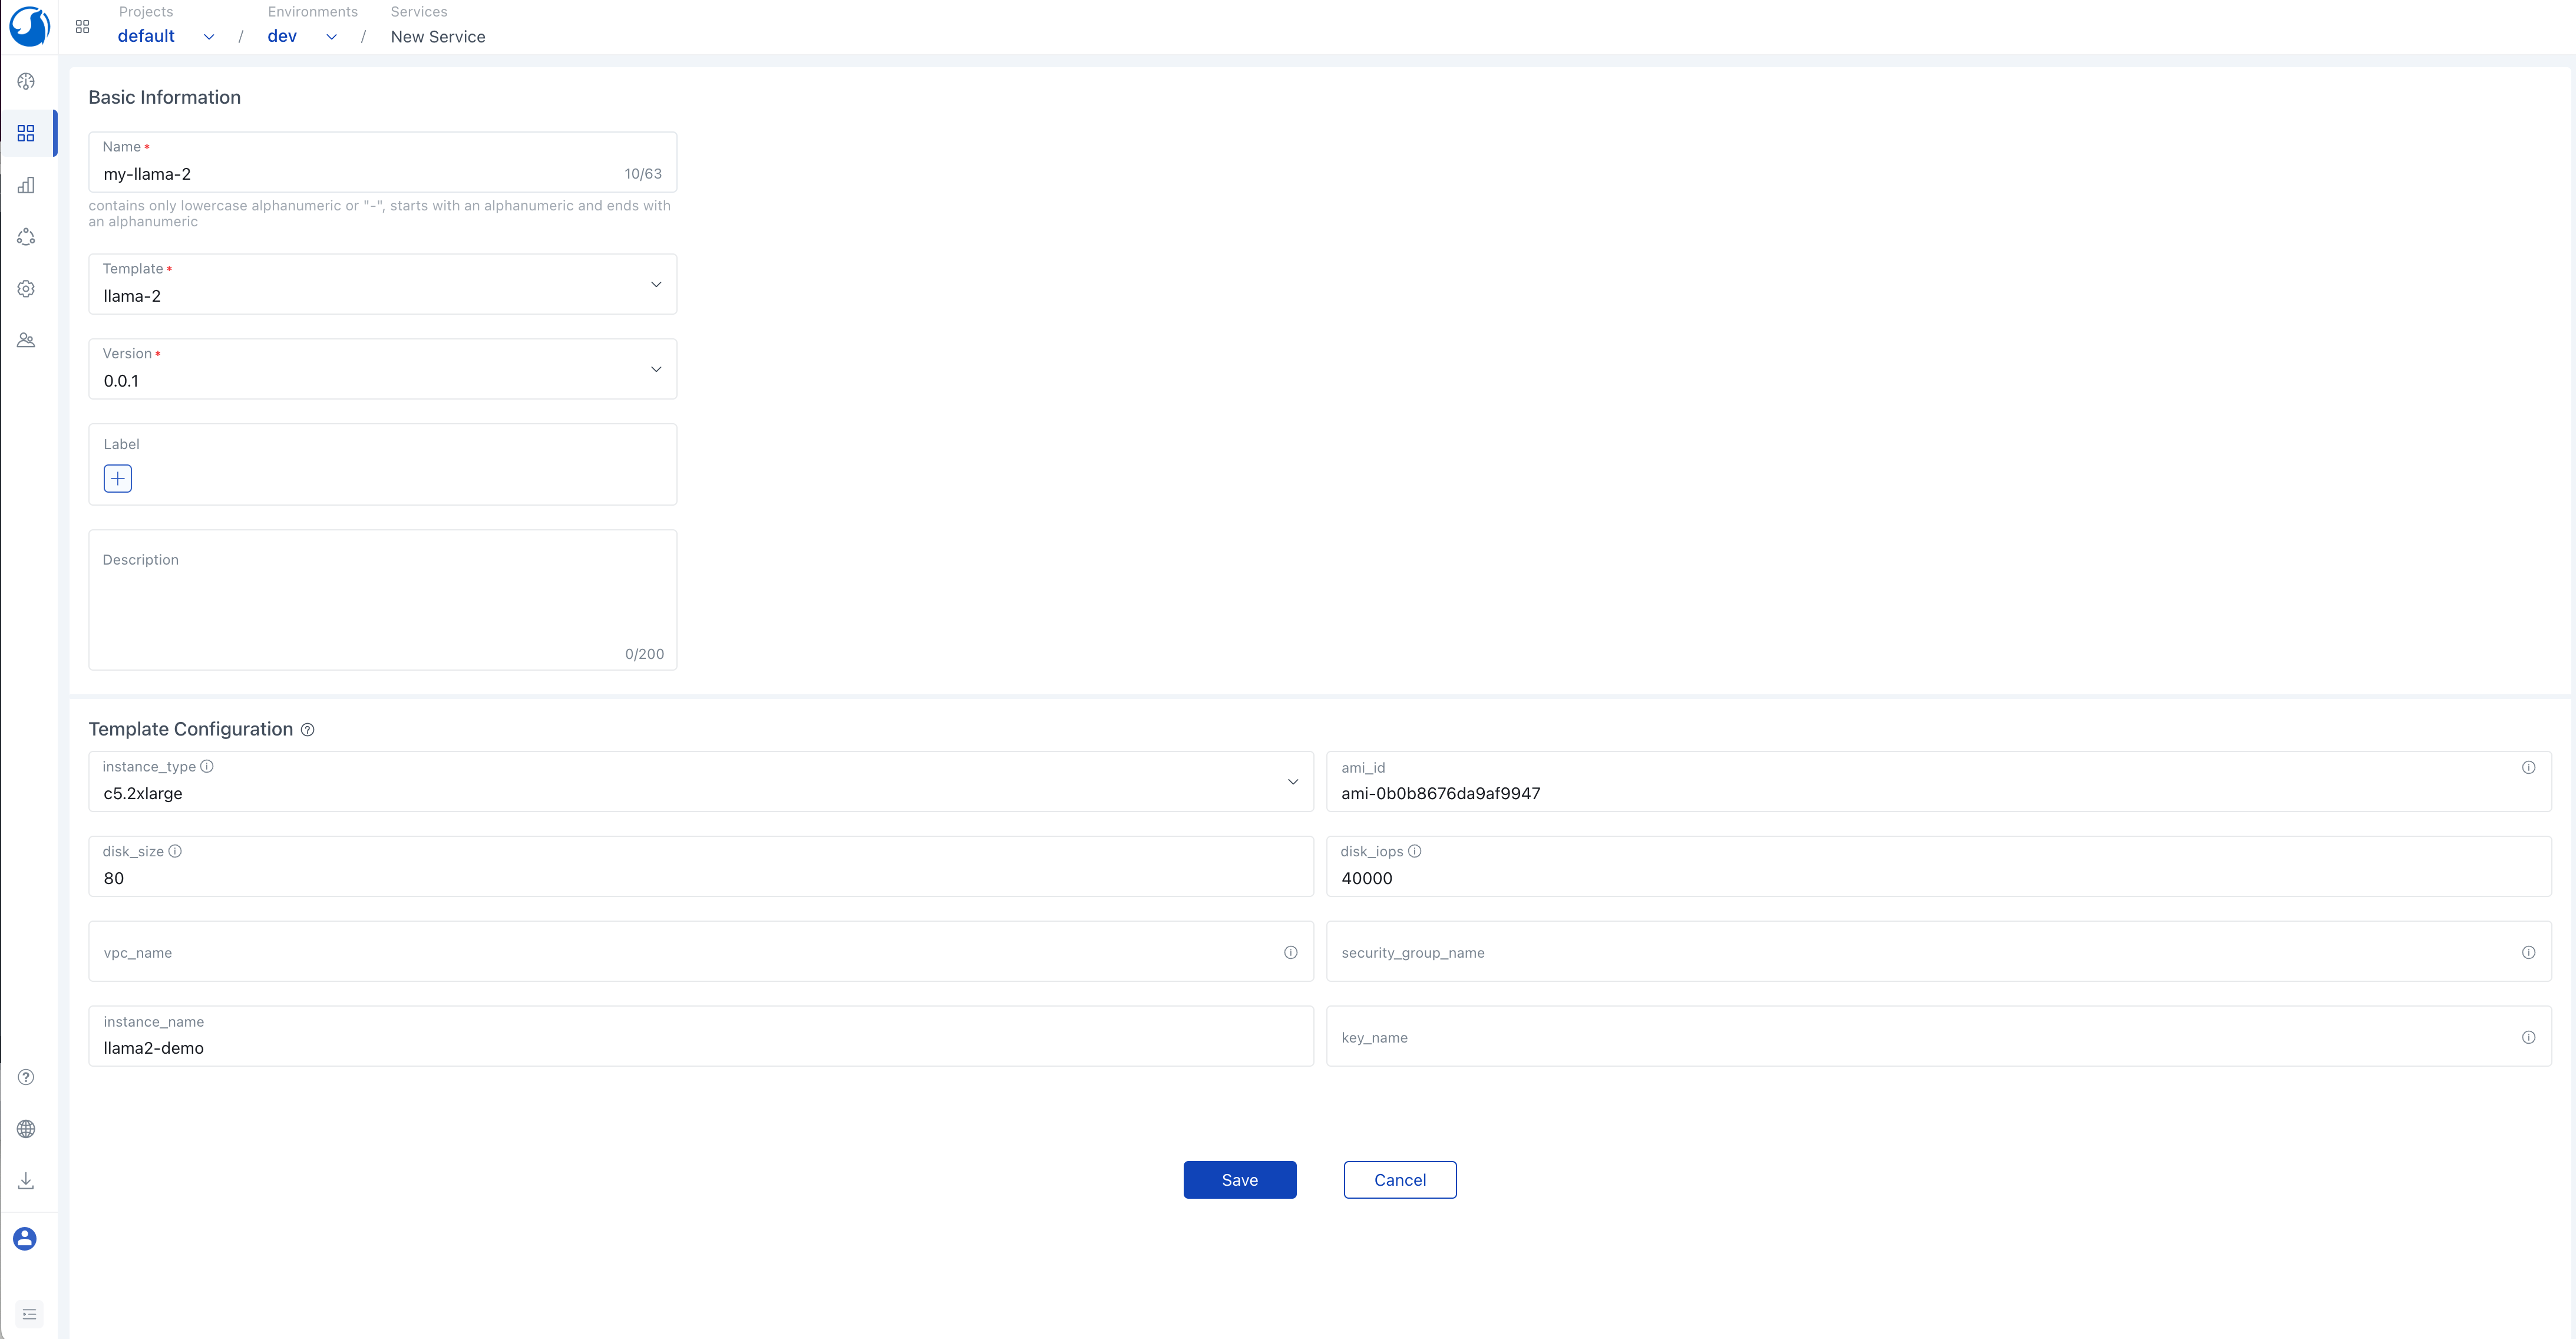 Projects
default
/
Environments
dev
/
Services
New Service
Basic Information
Name *
my-llama-2
10/63
contains only lowercase alphanumeric or "-", starts with an alphanumeric and ends with
an alphanumeric
Template *
llama-2
Version *
0.0.1
Label
Description
0/200
Template Configuration
instance_type
c5.2xlarge
ami_id
ami-0b0b8676da9af9947
disk_size
80
disk_iops
40000
vpc_name
security_group_name
instance_name
llama2-demo
key_name
Save
Cancel